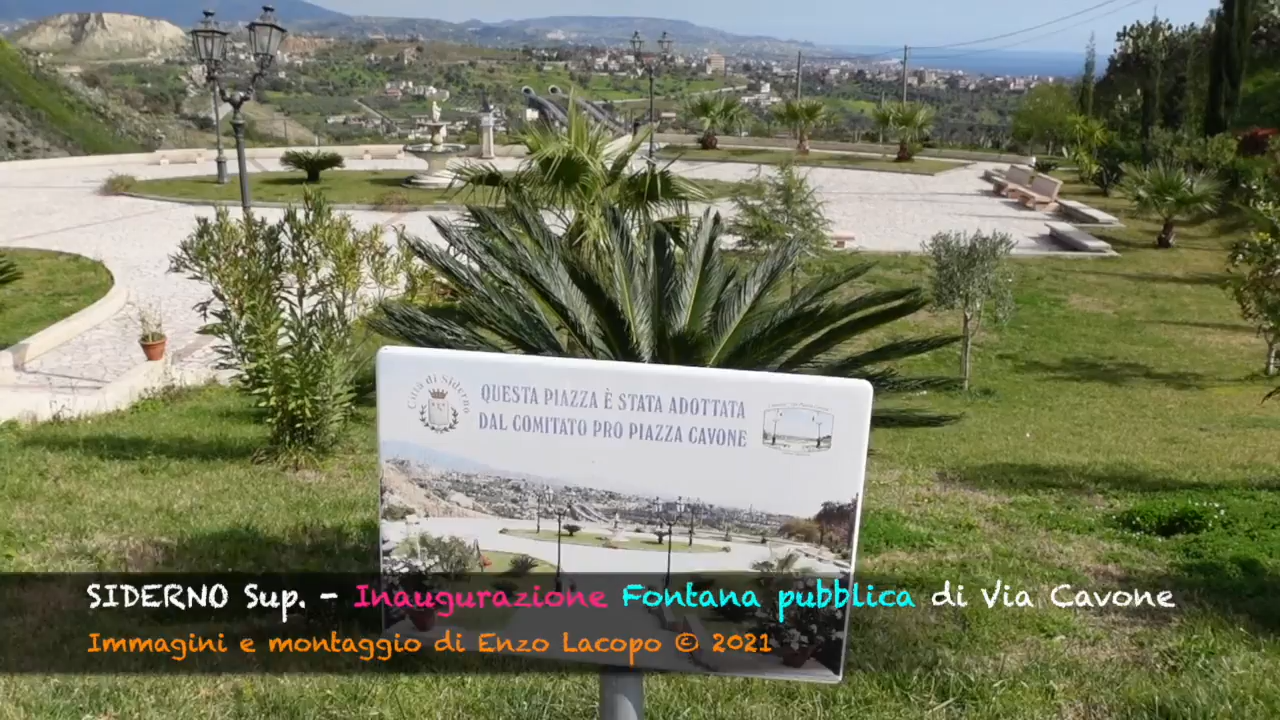 Città di Siderno
QUESTA PIAZZA È STATA ADOTTATA
DAL COMITATO PRO PIAZZA CAVONE
SIDERNO Sup. - Inaugurazione Fontana pubblica di Via Cavone
Immagini e montaggio di Enzo Lacopo © 2021